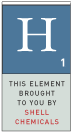 H
1
THIS ELEMENT
BROUGHT
TO YOU BY
SHELL
CHEMICALS